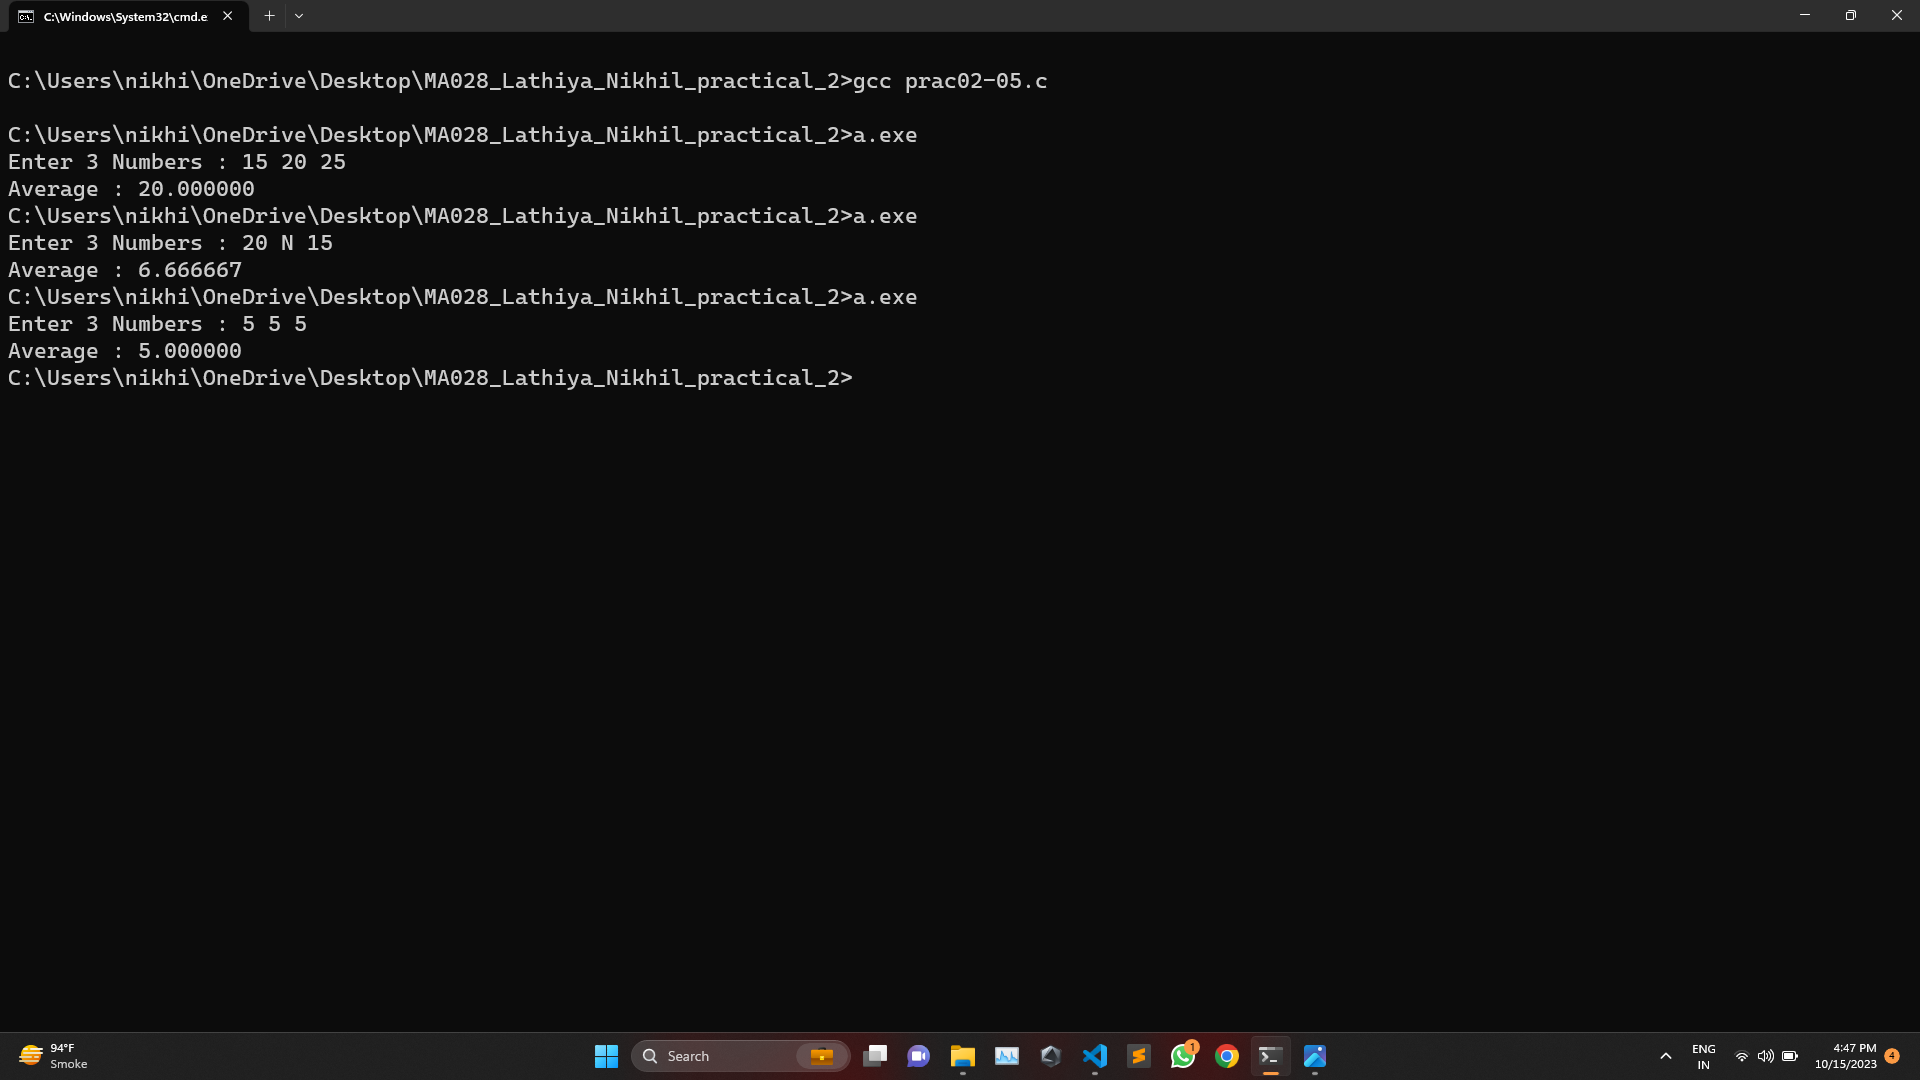 C:\Windows\System32\cmd.e
C:\Users\nikhi\OneDrive\Desktop\MA028_Lathiya_Nikhil_practical_2>gcc prac02-05.c
C:\Users\nikhi\OneDrive\Desktop\MA028_Lathiya_Nikhil_practical_2>a.exe
Enter 3 Numbers : 15 20 25
Average : 20.000000
C:\Users\nikhi\OneDrive\Desktop\MA028_Lathiya_Nikhil_practical_2>a.exe
Enter 3 Numbers : 20 N 15
Average : 6.666667
C:\Users\nikhi\OneDrive\Desktop\MA028_Lathiya_Nikhil_practical_2>a.exe
Enter 3 Numbers : 5 5 5
Average : 5.000000
C:\Users\nikhi\OneDrive\Desktop\MA028_Lathiya_Nikhil_practical_2>
94°F
Smoke
Search
1
ENG
IN
4:47 PM
10/15/2023
4